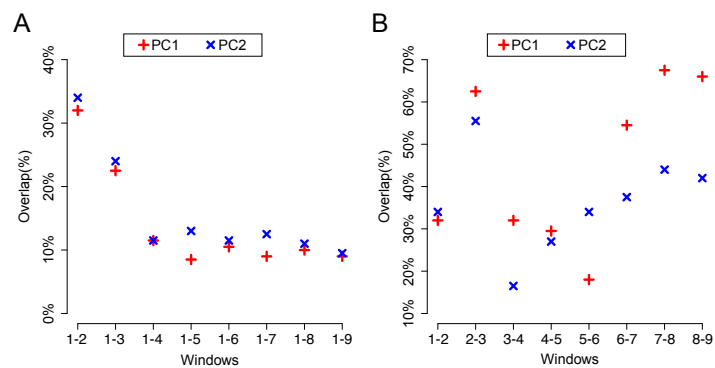 A
PC1 PC2
40%
30%
20%
10%
0%
Overlap(%)
1-2 1-3 1-4 1-5 1-6 1-7 1-8 1-9
Windows
B
PC1 PC2
70%
60%
50%
40%
30%
20%
10%
Overlap(%)
1-2 2-3 3-4 4-5 5-6 6-7 7-8 8-9
Windows